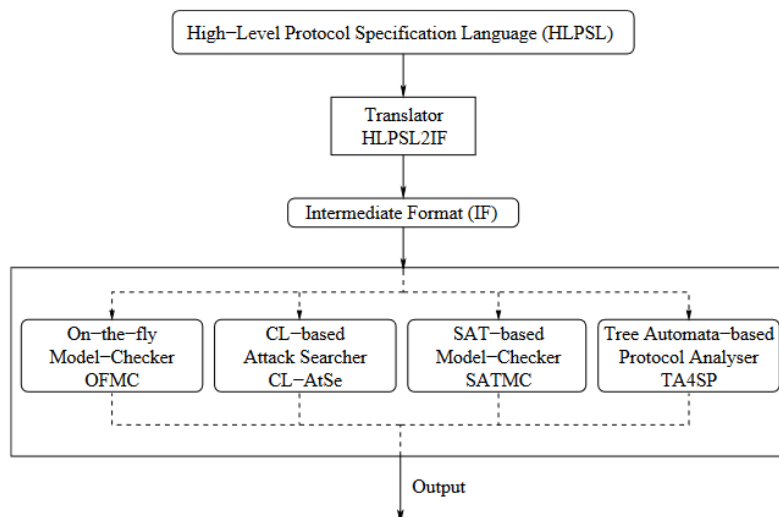 High−Level Protocol Specification Language (HLPSL)
Translator
HLPSL2IF
Intermediate Format (IF)
On−the−fly
Model−Checker
OFMC
CL−based
Attack Searcher
CL−AtSe
SAT−based
Model−Checker
SATMC
Tree Automata−based
Protocol Analyser
TA4SP
Output